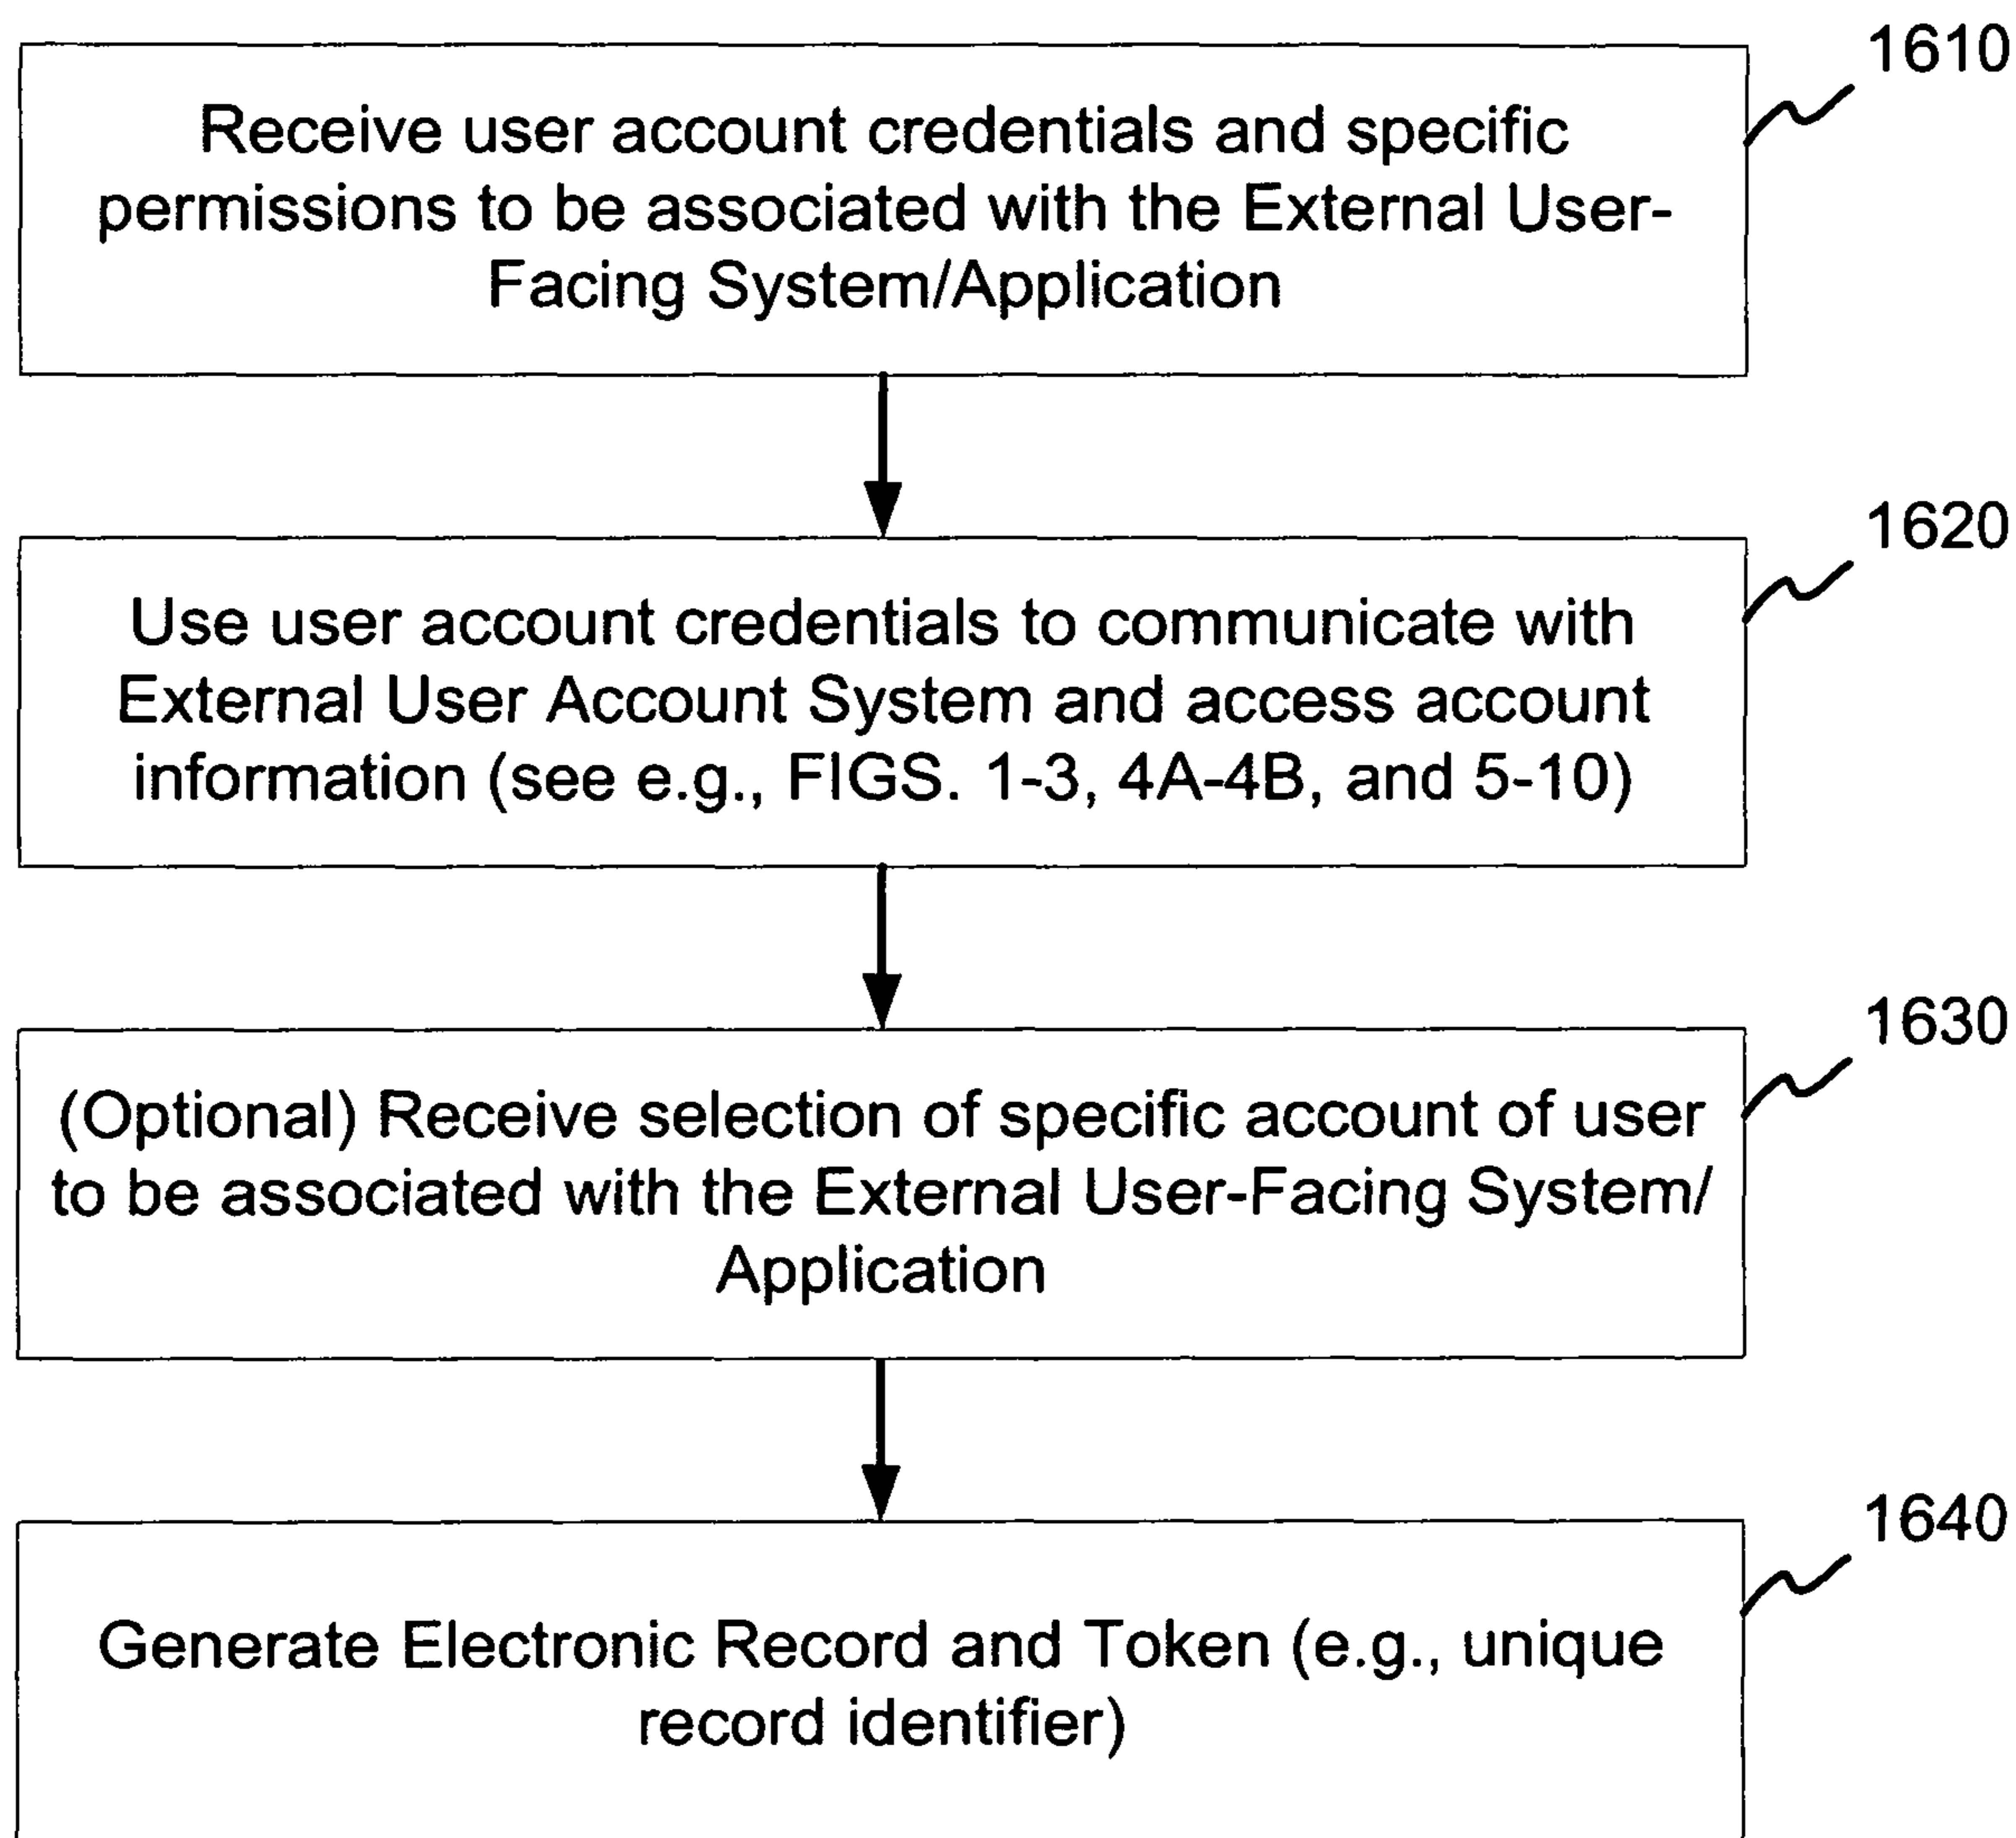 1610
Receive user account credentials and specific
permissions to be associated with the External User-
Facing System/Application
1620
Use user account credentials to communicate with
External User Account System and access account
information (see e.g., FIGS. 1-3, 4A-4B, and 5-10)
1630
(Optional) Receive selection of specific account of user
to be associated with the External User-Facing System/
Application
1640
Generate Electronic Record and Token (e.g., unique
record identifier)